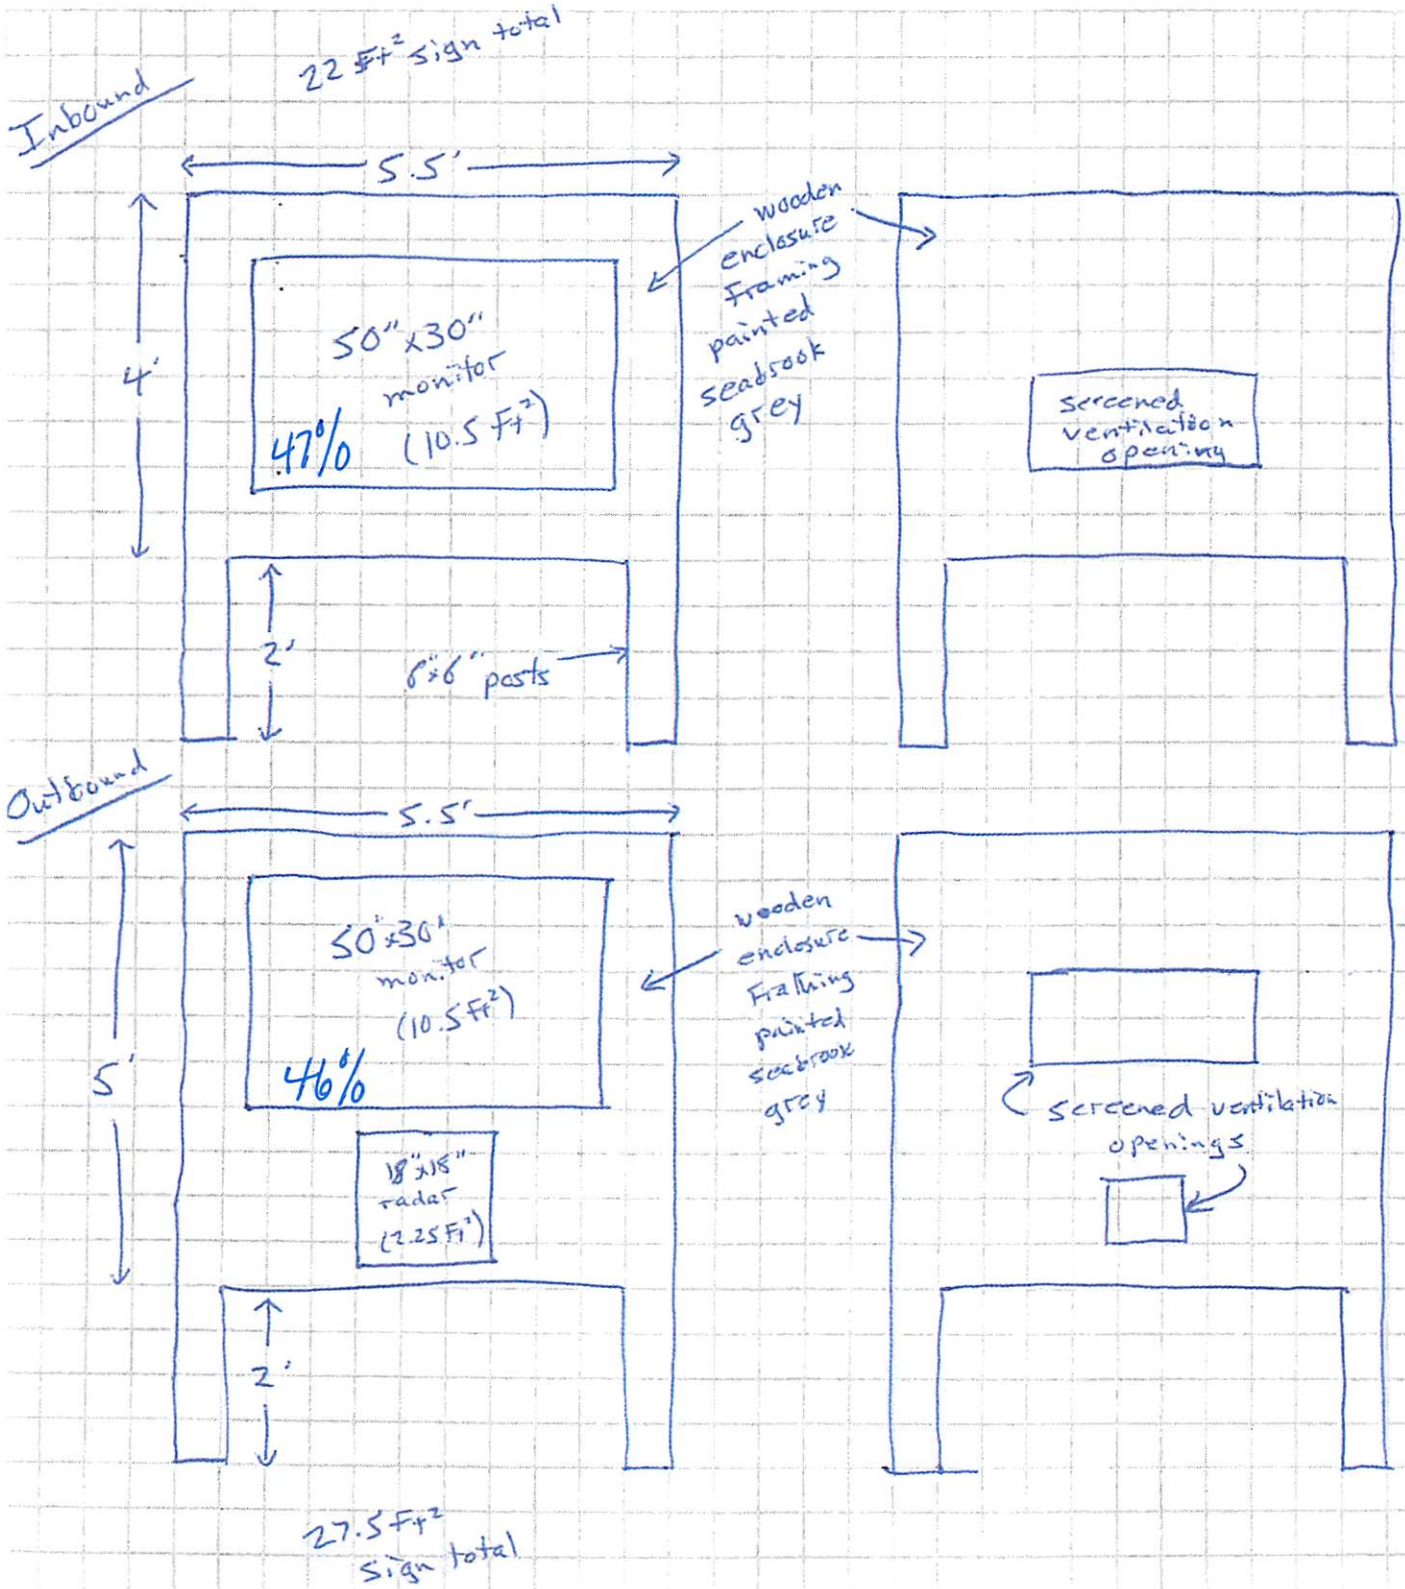 22 Ft² sign total
Inbound
5.5'
4'
50" x 30"
monitor
(10.5 Ft²)
47%
wooden
enclosure
framing
painted
seabrook
grey
screened
ventilation
opening
2'
6"x6" posts
Outbound
5.5'
5'
50"x30"
monitor
(10.5 Ft²)
46%
18"x18"
radar
(2.25 Ft²)
wooden
enclosure
Framing
painted
seabrook
grey
screened ventilation
openings
2'
27.5 Ft²
sign total